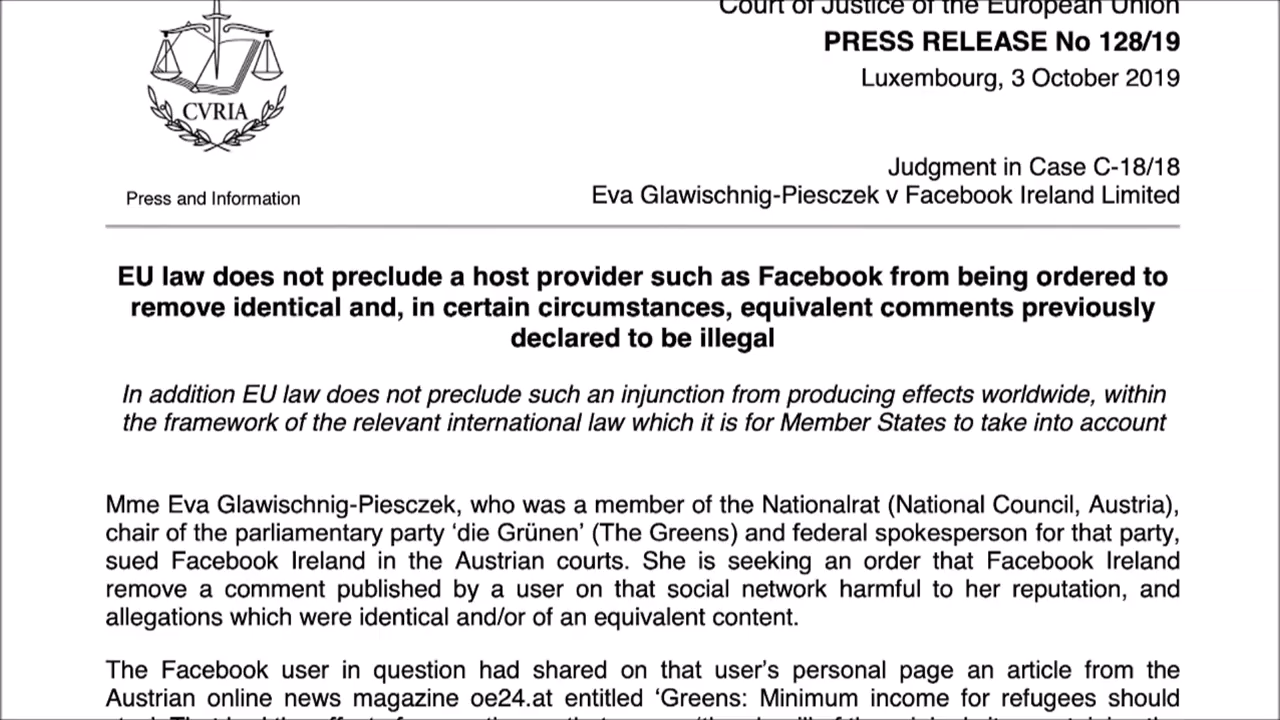 Court of Justice of the European Union
PRESS RELEASE No 128/19
Luxembourg, 3 October 2019
CVRIA
Judgment in Case C-18/18
Press and Information
Eva Glawischnig-Piesczek v Facebook Ireland Limited
EU law does not preclude a host provider such as Facebook from being ordered to
remove identical and, in certain circumstances, equivalent comments previously
declared to be illegal
In addition EU law does not preclude such an injunction from producing effects worldwide, within
the framework of the relevant international law which it is for Member States to take into account
Mme Eva Glawischnig-Piesczek, who was a member of the Nationalrat (National Council, Austria),
chair of the parliamentary party ‘die Grünen’ (The Greens) and federal spokesperson for that party,
sued Facebook Ireland in the Austrian courts. She is seeking an order that Facebook Ireland
remove a comment published by a user on that social network harmful to her reputation, and
allegations which were identical and/or of an equivalent content.
The Facebook user in question had shared on that user’s personal page an article from the
Austrian online news magazine oe24.at entitled ‘Greens: Minimum income for refugees should